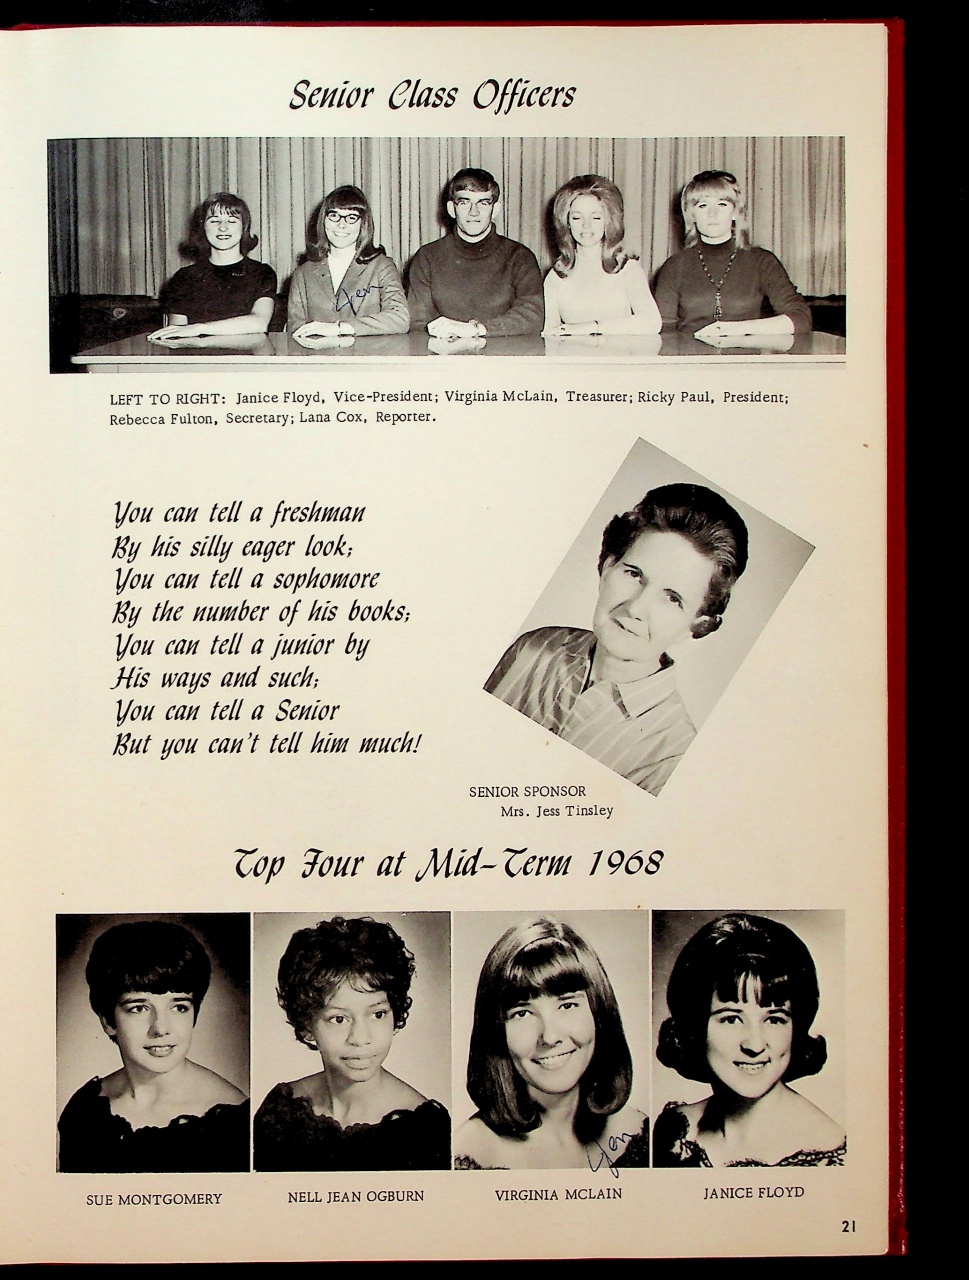 Senior Class Officers
LEFT TO RIGHT: Janice Floyd, Vice-President; Virginia McLain, Treasurer; Ricky Paul, President;
Rebecca Fulton, Secretary; Lana Cox, Reporter.
You can tell a freshman
By his silly eager look;
You can tell a sophomore
By the number of his books;
You can tell a junior by
His ways and such;
You can tell a Senior
But you can't tell him much!
SENIOR SPONSOR
Mrs. Jess Tinsley
Top Four at Mid-Term 1968
SUE MONTGOMERY
NELL JEAN OGBURN
VIRGINIA MCLAIN
JANICE FLOYD
21